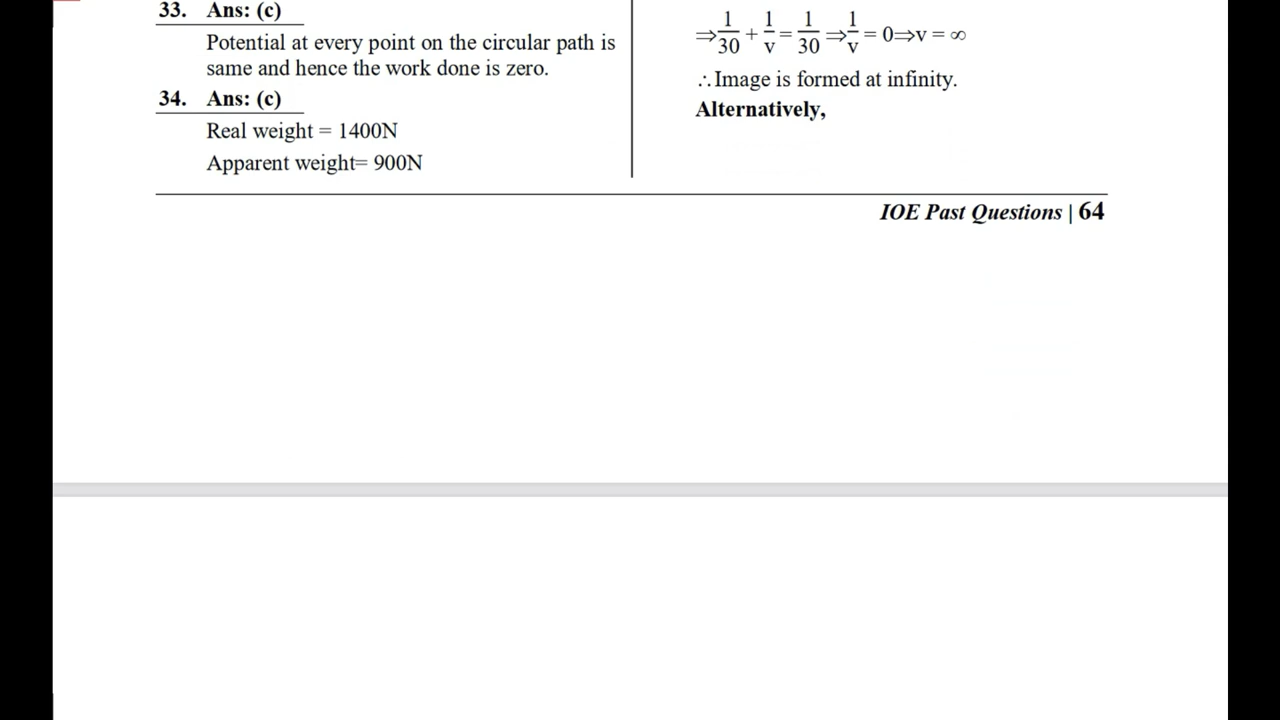 33. Ans: (c)
Potential at every point on the circular path is
same and hence the work done is zero.
34. Ans: (c)
Real weight = 1400N
Apparent weight= 900N
⇒1/30 + 1/v = 1/30 ⇒1/v = 0⇒v = ∞
∴Image is formed at infinity.
Alternatively,
IOE Past Questions | 64